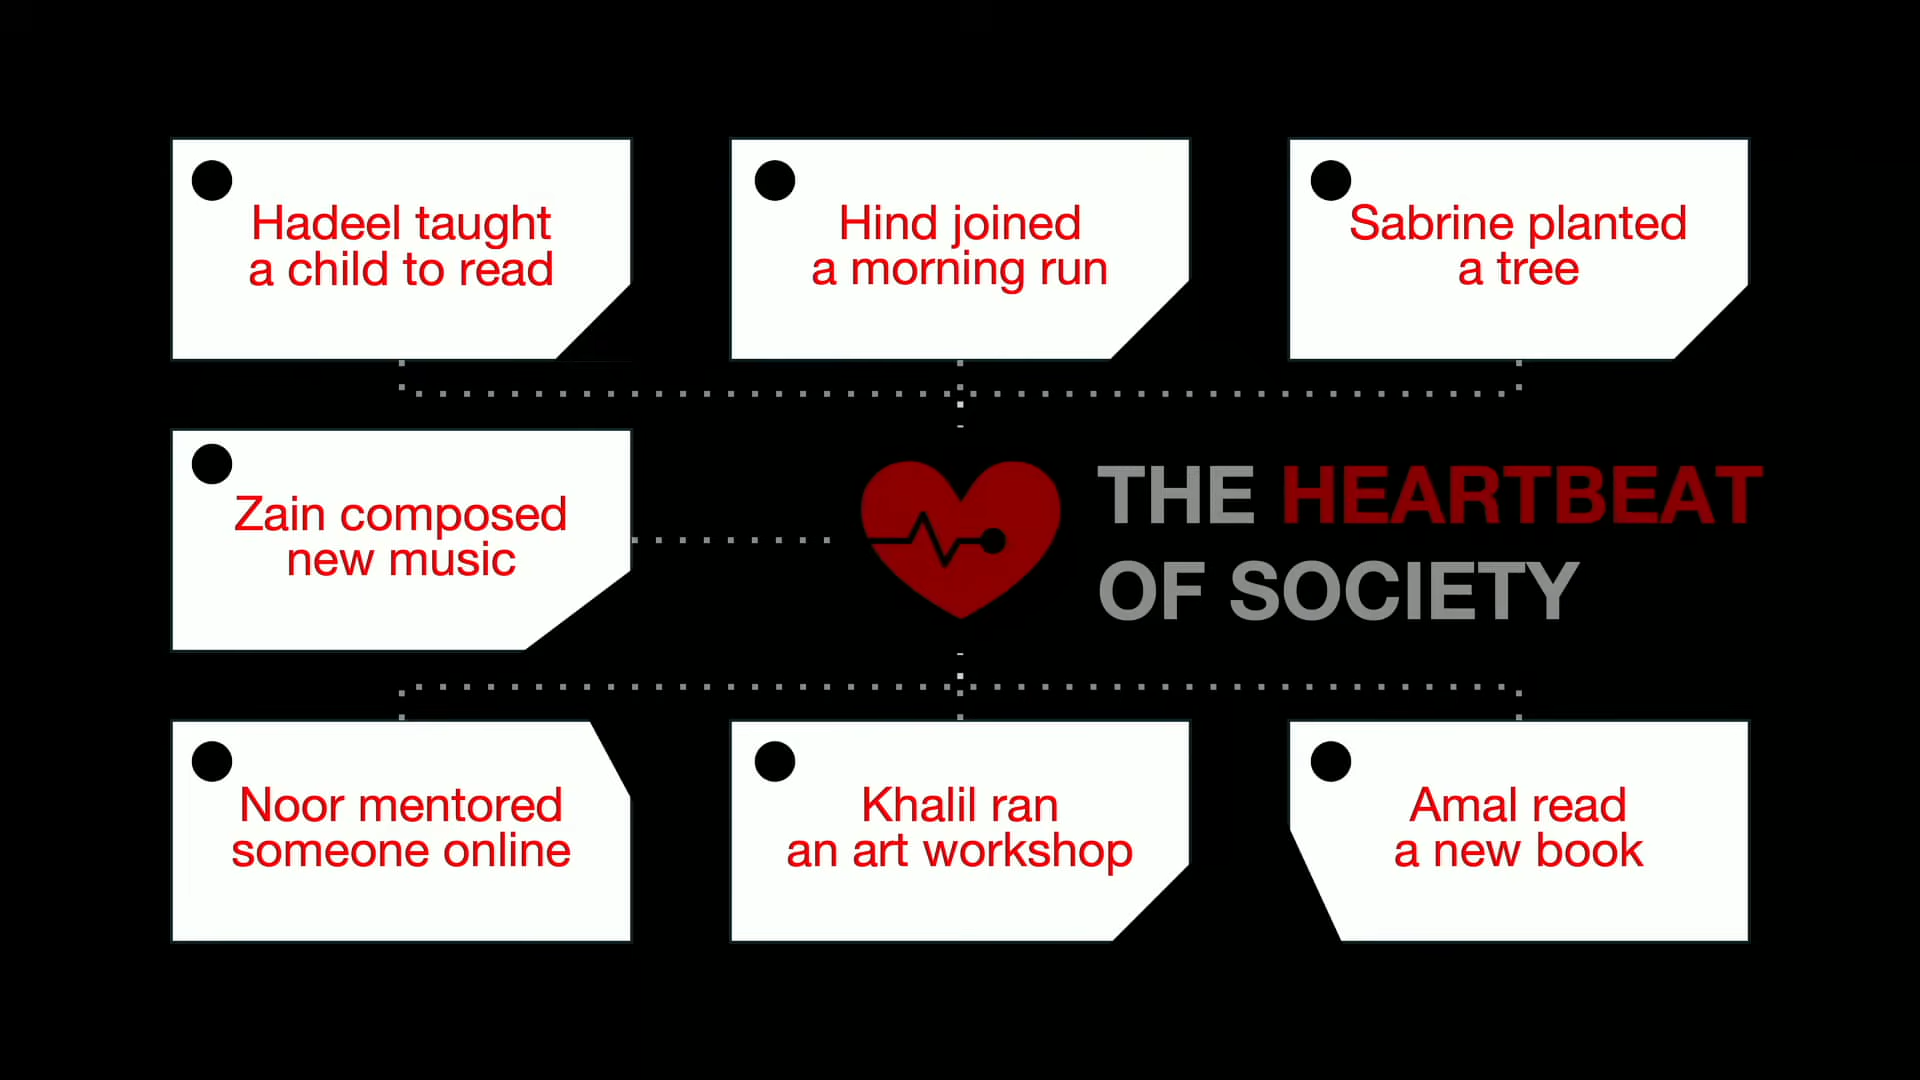 Hadeel taught
a child to read
Hind joined
a morning run
Sabrine planted
a tree
Zain composed
new music
THE HEARTBEAT
OF SOCIETY
Noor mentored
someone online
Khalil ran
an art workshop
Amal read
a new book